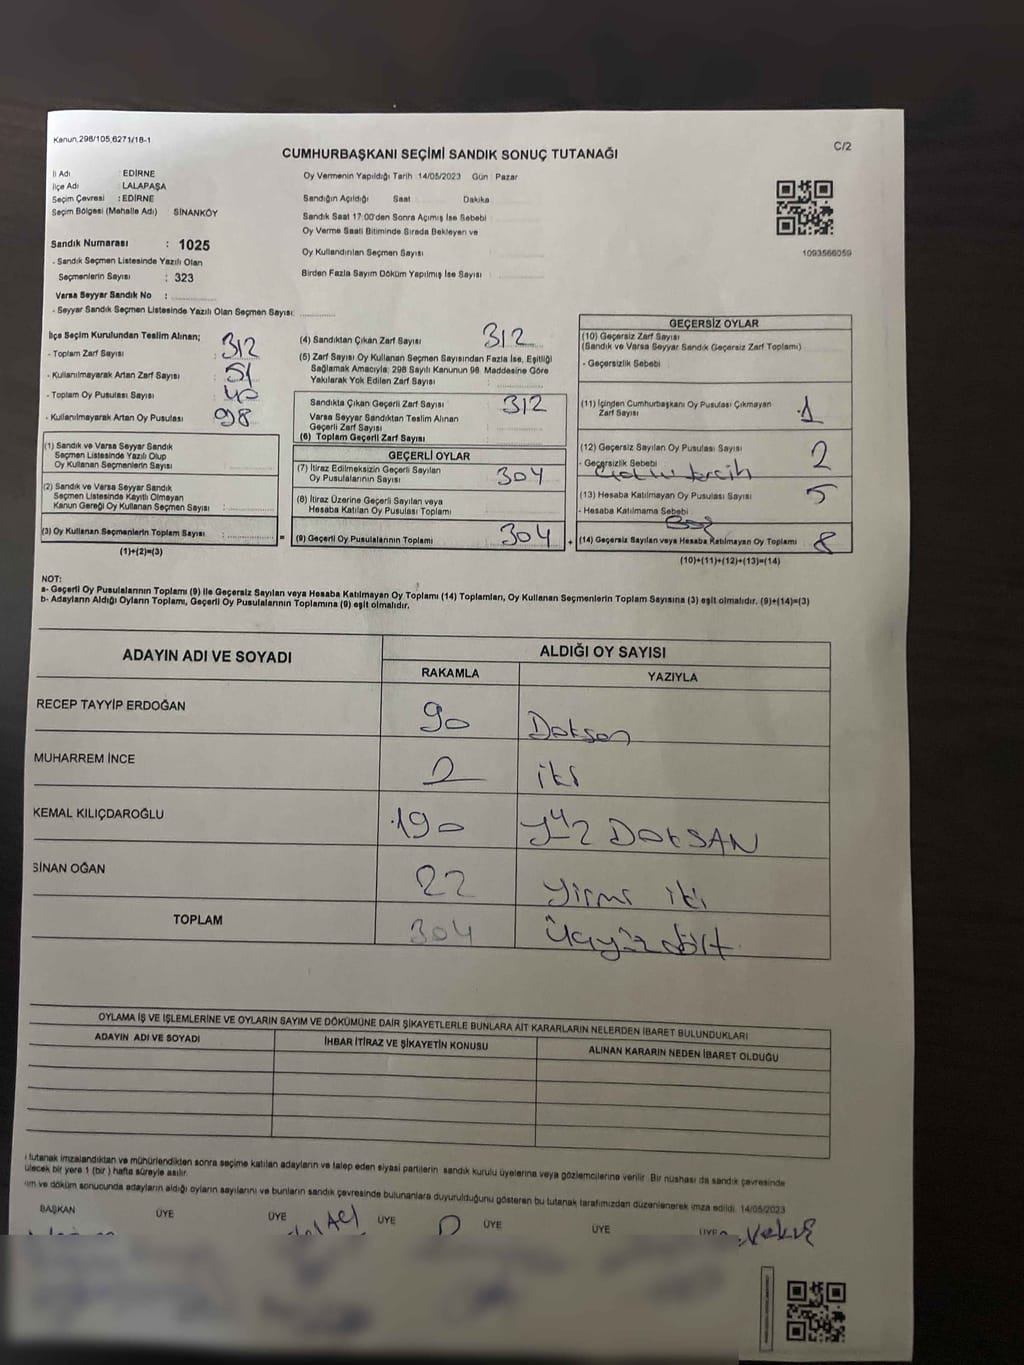 Kanun,298/105,6271/18-1
C/2
CUMHURBAŞKANI SEÇİMİ SANDIK SONUÇ TUTANAĞI
İl Adı : EDİRNE
İlçe Adı : LALAPAŞA
Seçim Çevresi : EDİRNE
Seçim Bölgesi (Mahalle Adı) SİNANKÖY
Sandık Numarası : 1025
- Sandık Seçmen Listesinde Yazılı Olan
Seçmenlerin Sayısı : 323
Varsa Seyyar Sandık No :
- Seyyar Sandık Seçmen Listesinde Yazılı Olan Seçmen Sayısı:
Oy Vermenin Yapıldığı Tarih :14/05/2023 Gün : Pazar
Sandığın Açıldığı Saat Dakika
Sandık Saat 17:00'den Sonra Açımış İse Sebebi
Oy Verme Saati Bitiminde Sırada Bekleyen ve
Oy Kullandırılan Seçmen Sayısı
Birden Fazla Sayım Döküm Yapılmış İse Sayısı
1093566059
İlçe Seçim Kurulundan Teslim Alınan;
- Toplam Zarf Sayısı : 312
- Kullanılmayarak Artan Zarf Sayısı : 51
- Toplam Oy Pusulası Sayısı :
- Kullanılmayarak Artan Oy Pusulası : 98
(1) Sandık ve Varsa Seyyar Sandık
Seçmen Listesinde Yazılı Olup
Oy Kullanan Seçmenlerin Sayısı :
(2) Sandık ve Varsa Seyyar Sandık
Seçmen Listesinde Kayıtlı Olmayan
Kanun Gereği Oy Kullanan Seçmen Sayısı :
(3) Oy Kullanan Seçmenlerin Toplam Sayısı :
(1)+(2)=(3)
(4) Sandıktan Çıkan Zarf Sayısı : 312
(5) Zarf Sayısı Oy Kullanan Seçmen Sayısından Fazla İse, Eşitliği
Sağlamak Amacıyla; 298 Sayılı Kanunun 98. Maddesine Göre
Yakılarak Yok Edilen Zarf Sayısı :
Sandıkta Çıkan Geçerli Zarf Sayısı : 312
Varsa Seyyar Sandıktan Teslim Alınan
Geçerli Zarf Sayısı :
(6) Toplam Geçerli Zarf Sayısı :
GEÇERLİ OYLAR
(7) İtiraz Edilmeksizin Geçerli Sayılan
Oy Pusulalarının Sayısı : 304
(8) İtiraz Üzerine Geçerli Sayılan veya
Hesaba Katılan Oy Pusulası Toplamı :
= (9) Geçerli Oy Pusulalarının Toplamı : 304
GEÇERSİZ OYLAR
(10) Geçersiz Zarf Sayısı
(Sandık ve Varsa Seyyar Sandık Geçersiz Zarf Toplamı)
- Geçersizlik Sebebi
(11) İçinden Cumhurbaşkanı Oy Pusulası Çıkmayan
Zarf Sayısı 1
(12) Geçersiz Sayılan Oy Pusulası Sayısı 2
- Geçersizlik Sebebi
(13) Hesaba Katılmayan Oy Pusulası Sayısı 5
- Hesaba Katılmama Sebebi Boş
+ (14) Geçersiz Sayılan veya Hesaba Katılmayan Oy Toplamı 8
(10)+(11)+(12)+(13)=(14)
NOT:
a- Geçerli Oy Pusulalarının Toplamı (9) ile Geçersiz Sayılan veya Hesaba Katılmayan Oy Toplamı (14) Toplamları, Oy Kullanan Seçmenlerin Toplam Sayısına (3) eşit olmalıdır. (9)+(14)=(3)
b- Adayların Aldığı Oyların Toplamı, Geçerli Oy Pusulalarının Toplamına (9) eşit olmalıdır.
ADAYIN ADI VE SOYADI
ALDIĞI OY SAYISI
RAKAMLA YAZIYLA
RECEP TAYYİP ERDOĞAN 90 Doksan
MUHARREM İNCE 2 iki
KEMAL KILIÇDAROĞLU 190 yüz DOKSAN
SİNAN OĞAN 22 yirmi iki
TOPLAM 304 üçyüz dört
OYLAMA İŞ VE İŞLEMLERİNE VE OYLARIN SAYIM VE DÖKÜMÜNE DAİR ŞİKAYETLERLE BUNLARA AİT KARARLARIN NELERDEN İBARET BULUNDUKLARI
ADAYIN ADI VE SOYADI İHBAR İTİRAZ VE ŞİKAYETİN KONUSU ALINAN KARARIN NEDEN İBARET OLDUĞU
tutanak imzalandıktan ve mühürlendikten sonra seçime katılan adayların ve talep eden siyasi partilerin sandık kurulu üyelerine veya gözlemcilerine verilir. Bir nüshası da sandık çevresinde
ülecek bir yere 1 (bir ) hafta süreyle asılır.
ım ve döküm sonucunda adayların aldığı oyların sayılarını ve bunların sandık çevresinde bulunanlara duyurulduğunu gösteren bu tutanak tarafımızdan düzenlenerek imza edildi. 14/05/2023
BAŞKAN ÜYE ÜYE ÜYE ÜYE ÜYE ÜYE